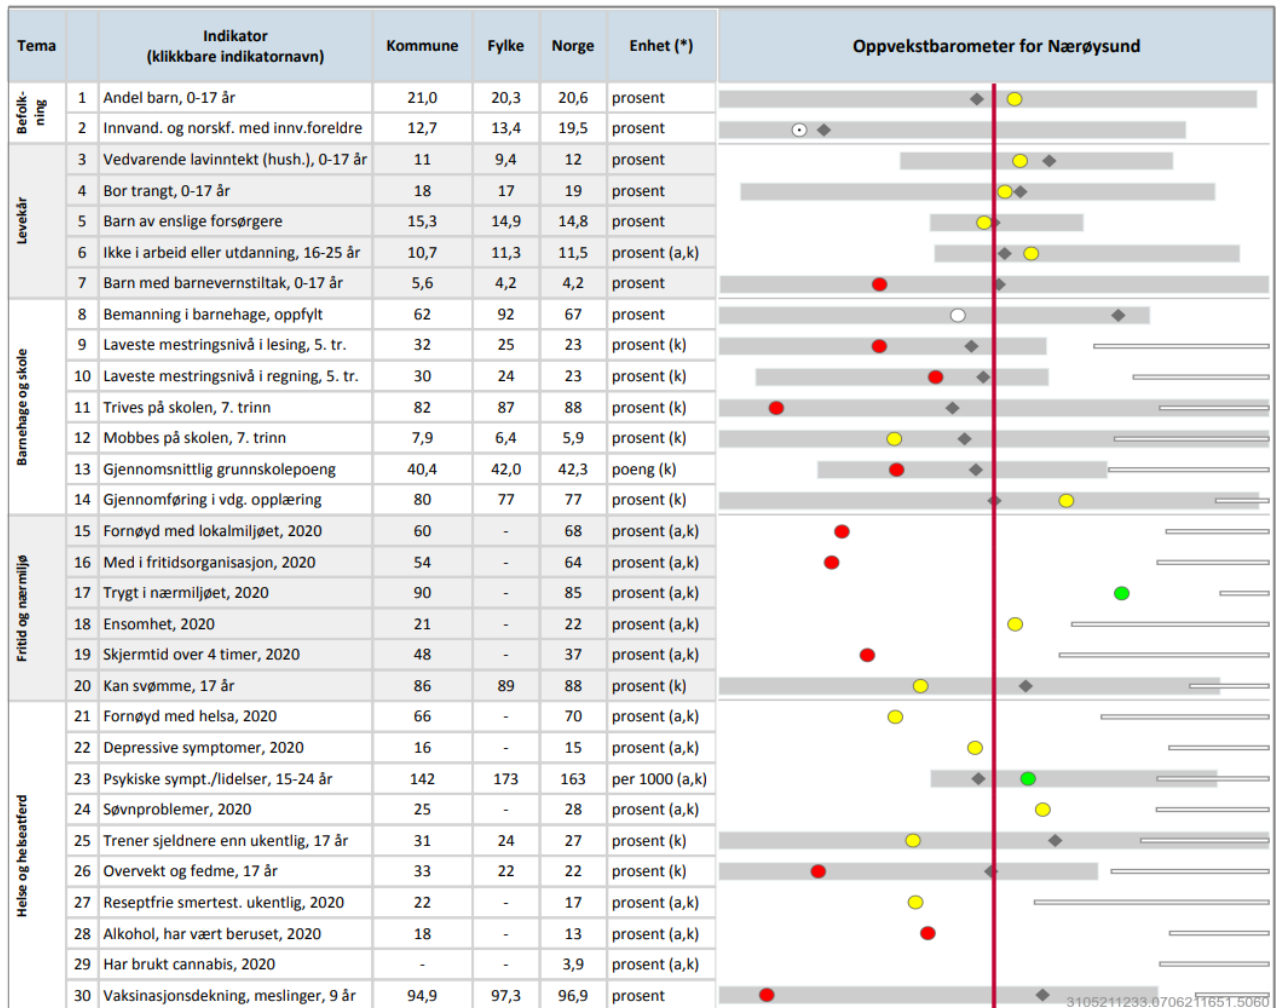 Tema Indikator (klikkbare indikatornavn) Kommune Fylke Norge Enhet (*) Oppvekstbarometer for Nærøysund
Befolk-
ning
1 Andel barn, 0-17 år 21,0 20,3 20,6 prosent
2 Innvand. og norskf. med innv.foreldre 12,7 13,4 19,5 prosent
Levekår
3 Vedvarende lavinntekt (hush.), 0-17 år 11 9,4 12 prosent
4 Bor trangt, 0-17 år 18 17 19 prosent
5 Barn av enslige forsørgere 15,3 14,9 14,8 prosent
6 Ikke i arbeid eller utdanning, 16-25 år 10,7 11,3 11,5 prosent (a,k)
7 Barn med barnevernstiltak, 0-17 år 5,6 4,2 4,2 prosent
Barnehage og skole
8 Bemanning i barnehage, oppfylt 62 92 67 prosent
9 Laveste mestringsnivå i lesing, 5. tr. 32 25 23 prosent (k)
10 Laveste mestringsnivå i regning, 5. tr. 30 24 23 prosent (k)
11 Trives på skolen, 7. trinn 82 87 88 prosent (k)
12 Mobbes på skolen, 7. trinn 7,9 6,4 5,9 prosent (k)
13 Gjennomsnittlig grunnskolepoeng 40,4 42,0 42,3 poeng (k)
14 Gjennomføring i vdg. opplæring 80 77 77 prosent (k)
Fritid og nærmiljø
15 Fornøyd med lokalmiljøet, 2020 60 - 68 prosent (a,k)
16 Med i fritidsorganisasjon, 2020 54 - 64 prosent (a,k)
17 Trygt i nærmiljøet, 2020 90 - 85 prosent (a,k)
18 Ensomhet, 2020 21 - 22 prosent (a,k)
19 Skjermtid over 4 timer, 2020 48 - 37 prosent (a,k)
20 Kan svømme, 17 år 86 89 88 prosent (k)
Helse og helseatferd
21 Fornøyd med helsa, 2020 66 - 70 prosent (a,k)
22 Depressive symptomer, 2020 16 - 15 prosent (a,k)
23 Psykiske sympt./lidelser, 15-24 år 142 173 163 per 1000 (a,k)
24 Søvnproblemer, 2020 25 - 28 prosent (a,k)
25 Trener sjeldnere enn ukentlig, 17 år 31 24 27 prosent (k)
26 Overvekt og fedme, 17 år 33 22 22 prosent (k)
27 Reseptfrie smertest. ukentlig, 2020 22 - 17 prosent (a,k)
28 Alkohol, har vært beruset, 2020 18 - 13 prosent (a,k)
29 Har brukt cannabis, 2020 - - 3,9 prosent (a,k)
30 Vaksinasjonsdekning, meslinger, 9 år 94,9 97,3 96,9 prosent
3105211233.0706211651.5060